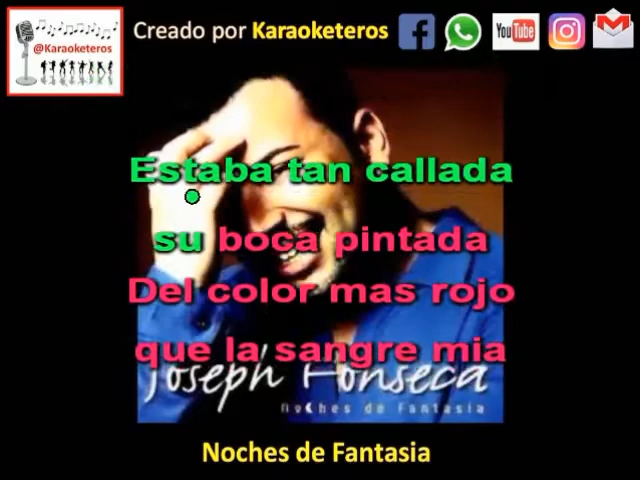 @Karaoketeros
Creado por Karaoketeros
You Tube
Estaba tan callada
su boca pintada
Del color mas rojo
que la sangre mia
Joseph Fonseca
Noches de Fantasia
Noches de Fantasia